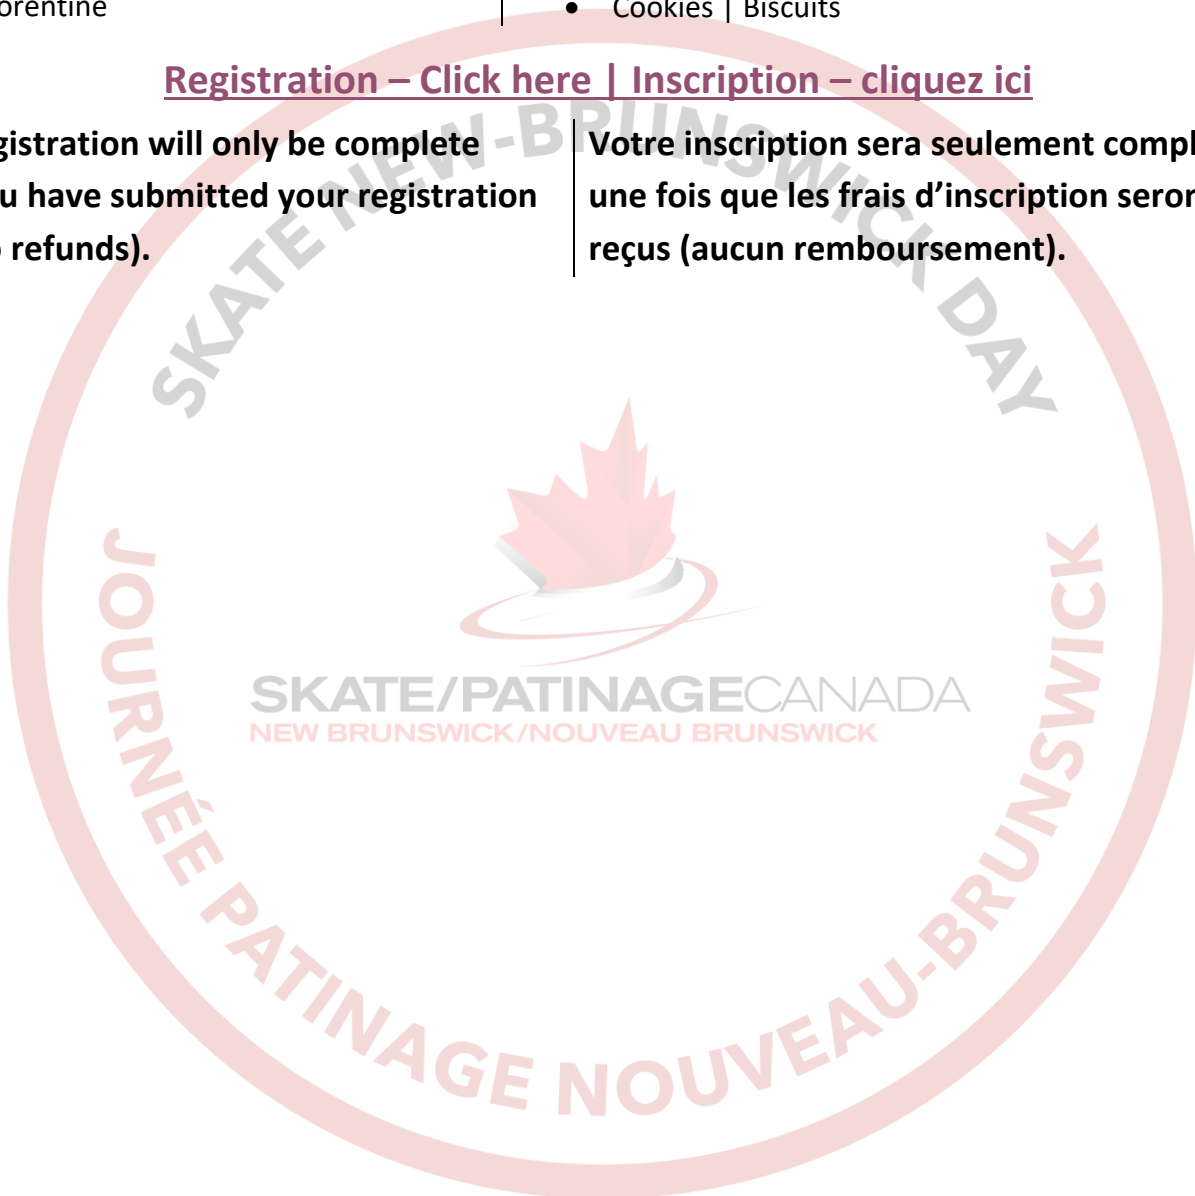 orentine
• Cookies | Biscuits
Registration – Click here | Inscription – cliquez ici
gistration will only be complete
u have submitted your registration
refunds).
Votre inscription sera seulement compl
une fois que les frais d’inscription seron
reçus (aucun remboursement).
SKATE NEW-BRUNSWICK DAY
SKATE/PATINAGECANADA
NEW BRUNSWICK/NOUVEAU BRUNSWICK
JOURNÉE PATINAGE NOUVEAU-BRUNSWICK